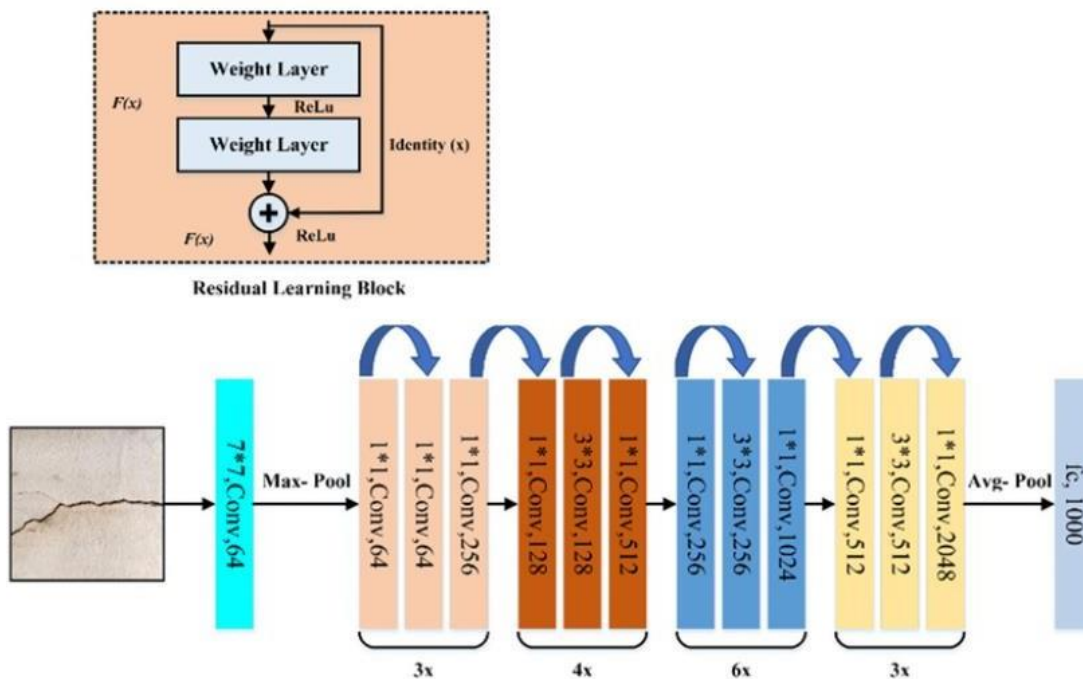 Weight Layer
F(x)
ReLu
Weight Layer
Identity (x)
F(x)
ReLu
Residual Learning Block
7*7,Conv,64
Max- Pool
1*1,Conv,64
1*1,Conv,64
1*1,Conv,256
1*1,Conv,128
3*3,Conv,128
1*1,Conv,512
1*1,Conv,256
3*3,Conv,256
1*1,Conv,1024
1*1,Conv,512
3*3,Conv,512
1*1,Conv,2048
Avg- Pool
fc, 1000
3x
4x
6x
3x